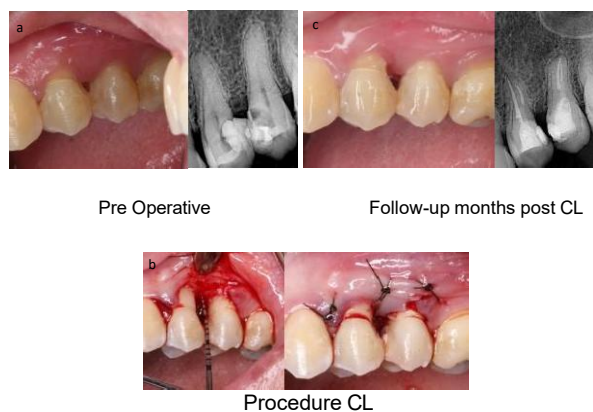 a
c
Pre Operative
Follow-up months post CL
b
Procedure CL